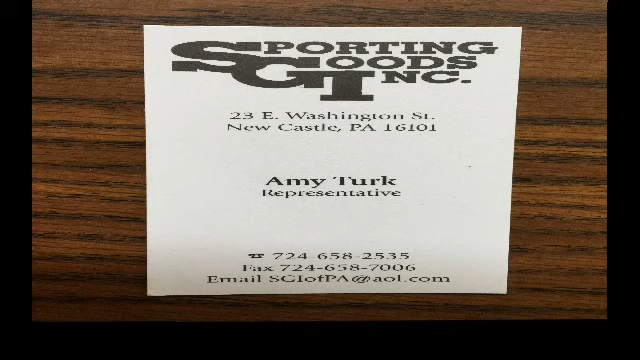 SPORTING
GOODS
INC.
23 E. Washington St.
New Castle, PA 16101
Amy Turk
Representative
☎ 724-658-2535
Fax 724-658-7006
Email SGIofPA@aol.com